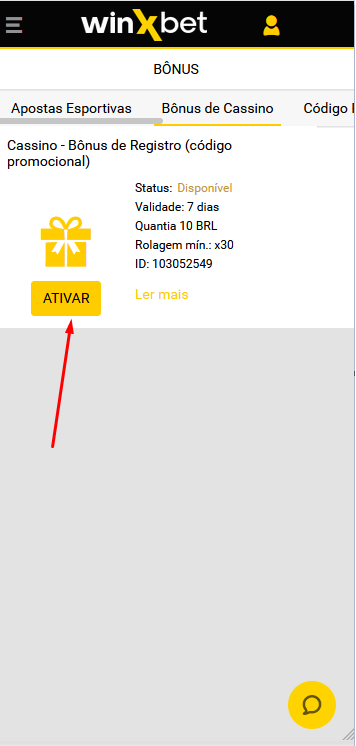 winXbet
BÔNUS
Apostas Esportivas
Bônus de Cassino
Código
Cassino - Bônus de Registro (código
promocional)
Status: Disponível
Validade: 7 dias
Quantia 10 BRL
Rolagem mín.: x30
ID: 103052549
ATIVAR
Ler mais